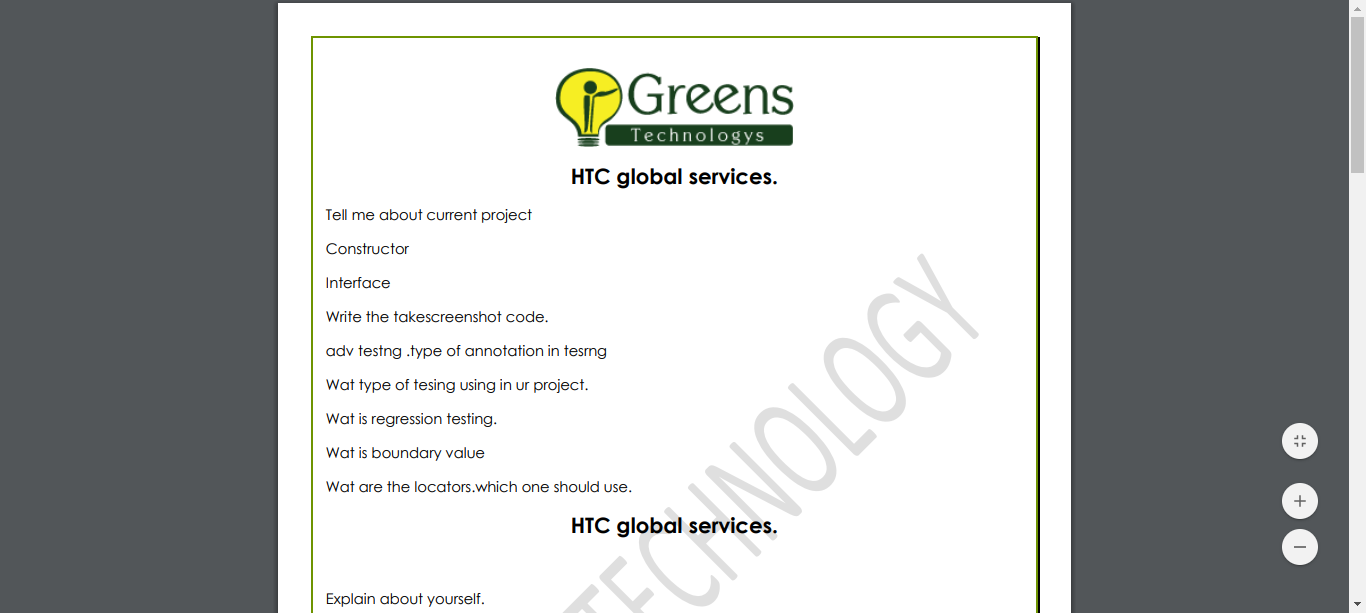 Greens
Technologys
HTC global services.
Tell me about current project
Constructor
Interface
Write the takescreenshot code.
adv testng .type of annotation in tesrng
Wat type of tesing using in ur project.
Wat is regression testing.
Wat is boundary value
Wat are the locators.which one should use.
TECHNOLOGY
HTC global services.
Explain about yourself.